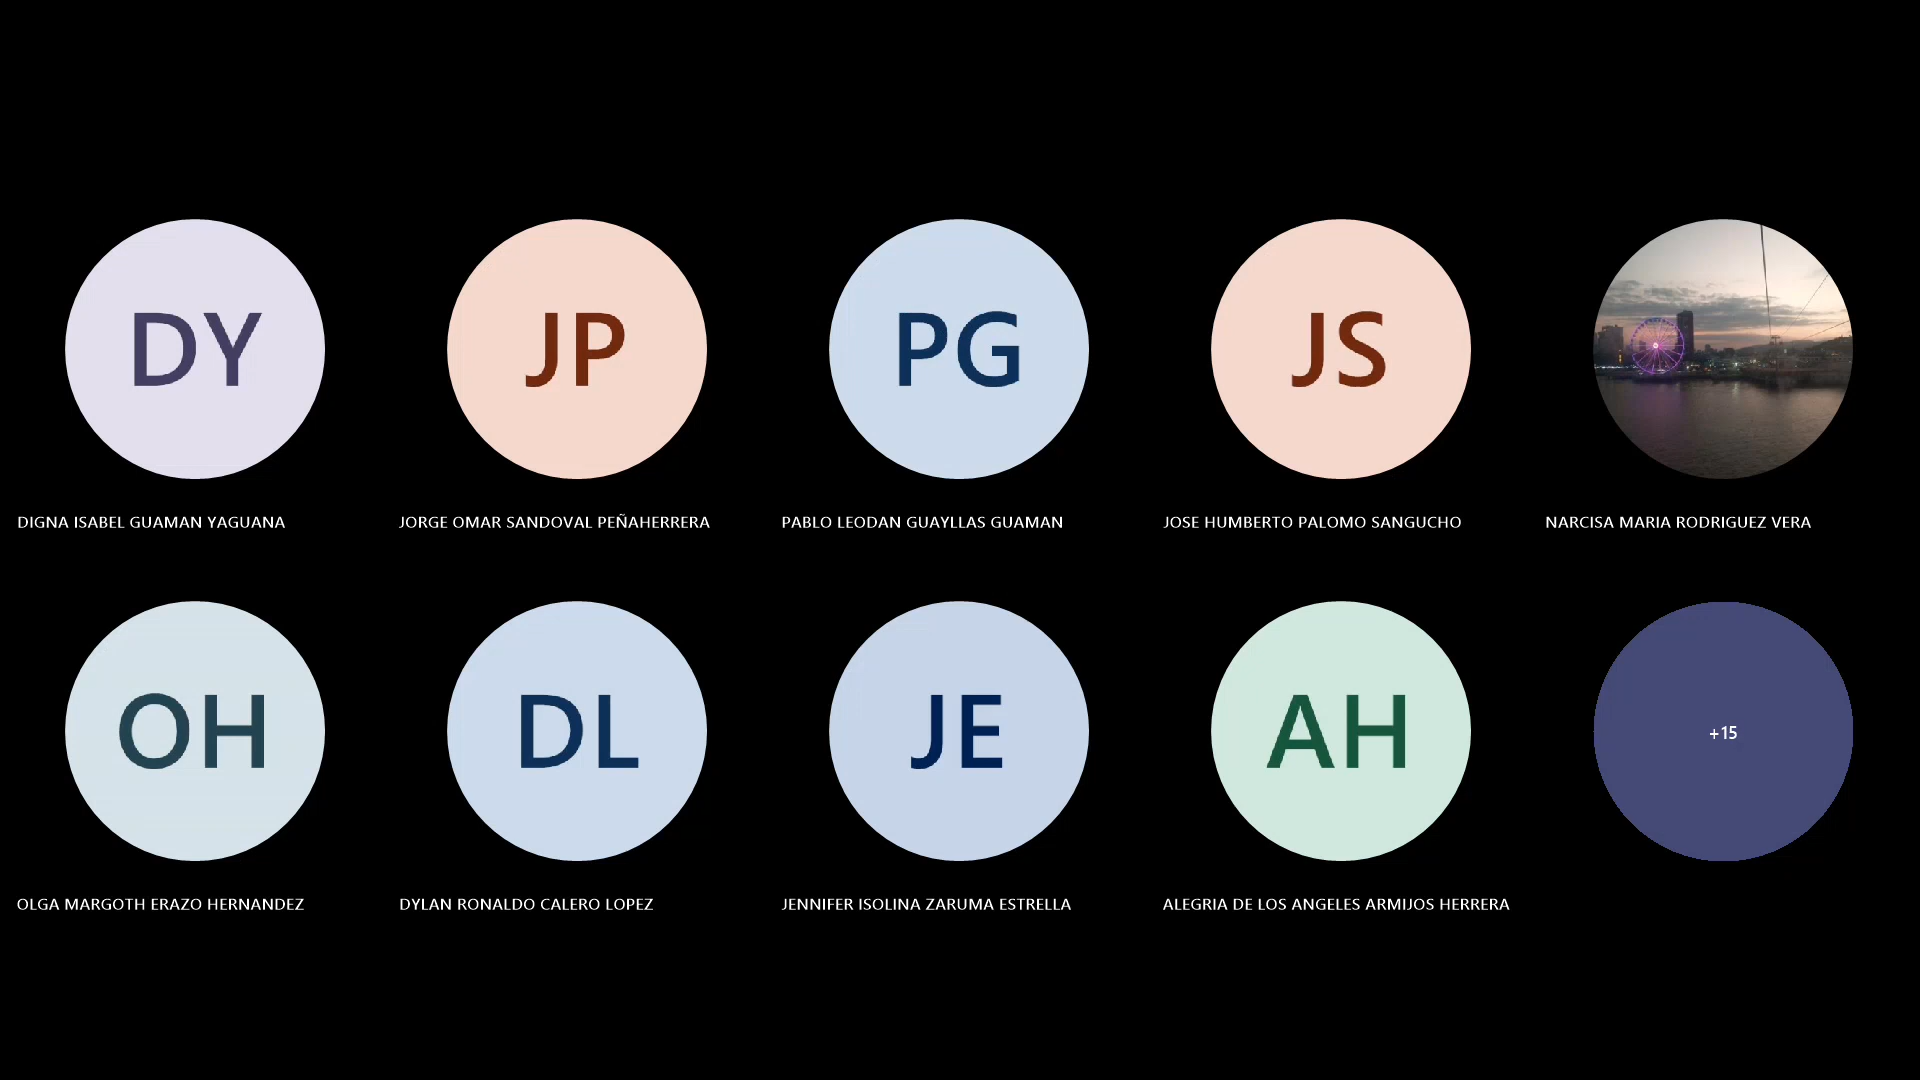 DY
JP
PG
JS
DIGNA ISABEL GUAMAN YAGUANA
JORGE OMAR SANDOVAL PEÑAHERRERA
PABLO LEODAN GUAYLLAS GUAMAN
JOSE HUMBERTO PALOMO SANGUCHO
NARCISA MARIA RODRIGUEZ VERA
OH
DL
JE
AH
+15
OLGA MARGOTH ERAZO HERNANDEZ
DYLAN RONALDO CALERO LOPEZ
JENNIFER ISOLINA ZARUMA ESTRELLA
ALEGRIA DE LOS ANGELES ARMIJOS HERRERA